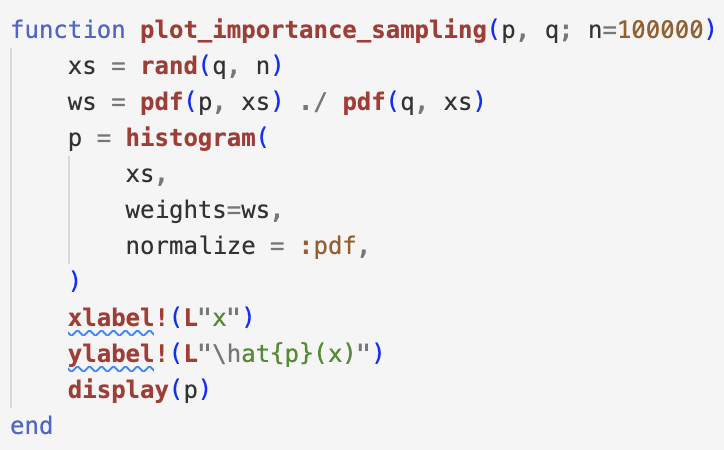 function plot_importance_sampling(p, q; n=100000)
    xs = rand(q, n)
    ws = pdf(p, xs) ./ pdf(q, xs)
    p = histogram(
        xs,
        weights=ws,
        normalize = :pdf,
    )
    xlabel!(L"x")
    ylabel!(L"\hat{p}(x)")
    display(p)
end